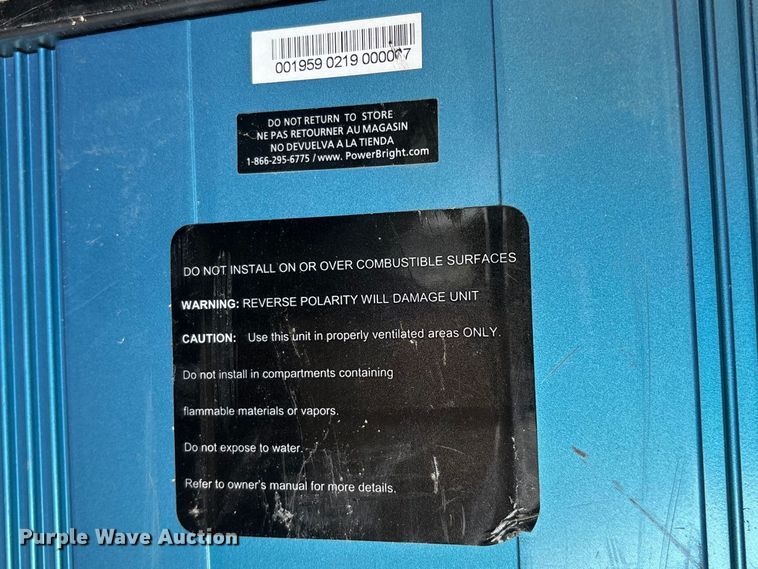 001959 0219 000007
DO NOT RETURN TO STORE
NE PAS RETOURNER AU MAGASIN
NO DEVUELVA A LA TIENDA
1-866-295-6775 / www. PowerBright.com
DO NOT INSTALL ON OR OVER COMBUSTIBLE SURFACES
WARNING: REVERSE POLARITY WILL DAMAGE UNIT
CAUTION: Use this unit in properly ventilated areas ONLY.
Do not install in compartments containing
flammable materials or vapors.
Do not expose to water.
Refer to owner's manual for more details.
Purple Wave Auction